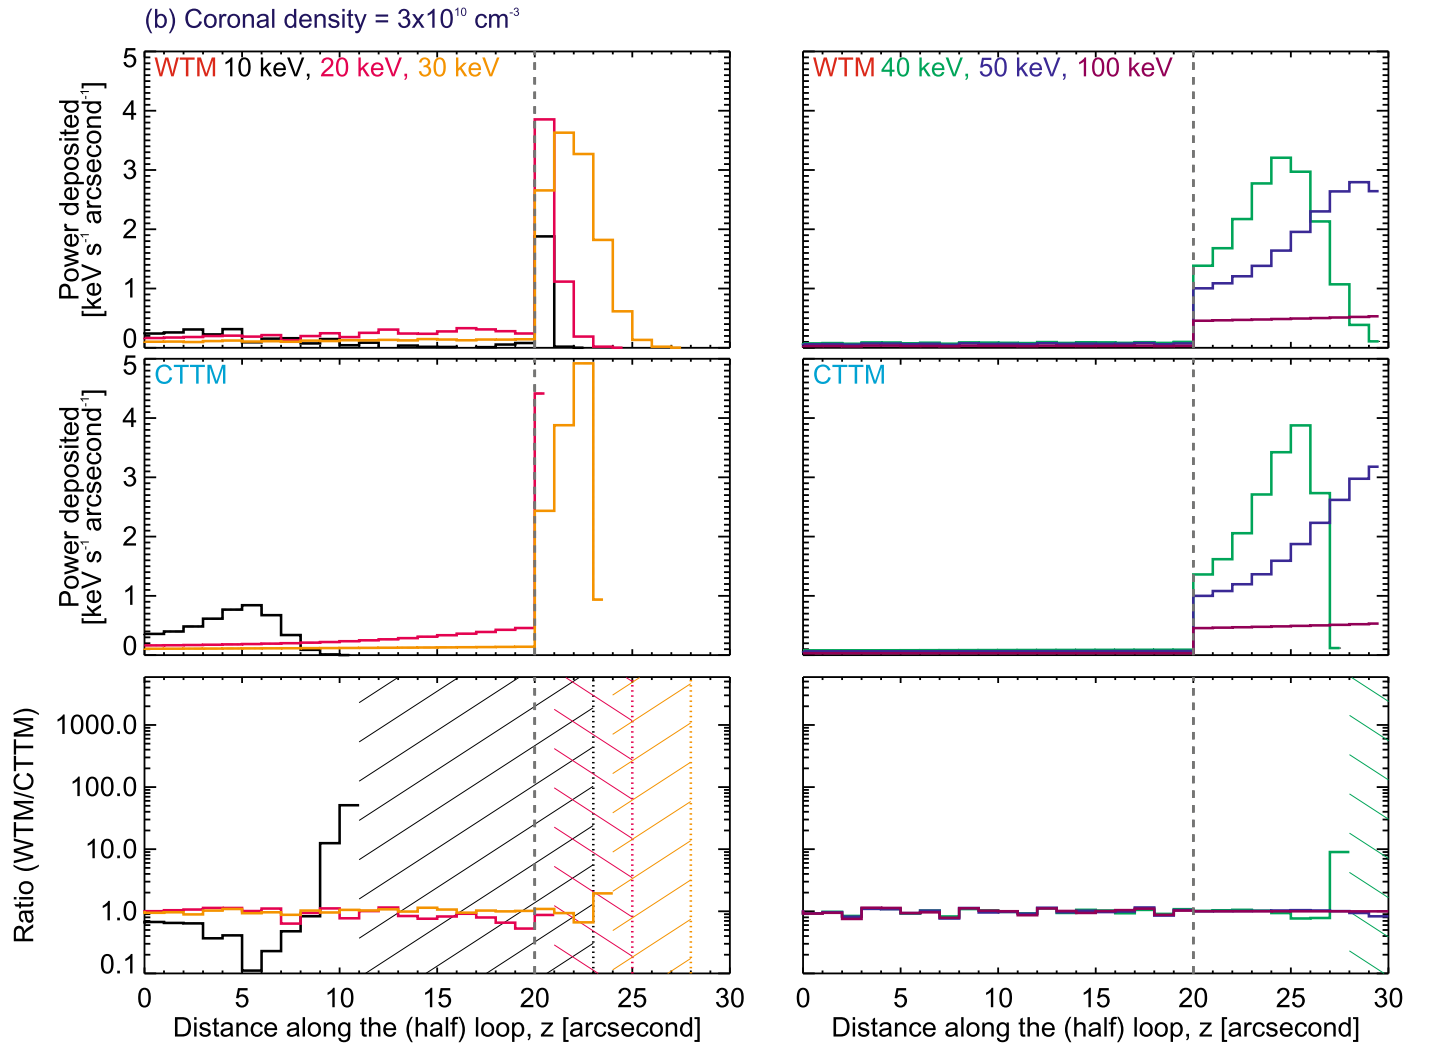 (b) Coronal density = 3x10¹⁰ cm⁻³
WTM 10 keV, 20 keV, 30 keV
5
4
3
2
1
0
Power deposited
[keV s⁻¹ arcsecond⁻¹]
WTM 40 keV, 50 keV, 100 keV
CTTM
5
4
3
2
1
0
Power deposited
[keV s⁻¹ arcsecond⁻¹]
CTTM
1000.0
100.0
10.0
1.0
0.1
Ratio (WTM/CTTM)
0 5 10 15 20 25 30
Distance along the (half) loop, z [arcsecond]
0 5 10 15 20 25 30
Distance along the (half) loop, z [arcsecond]